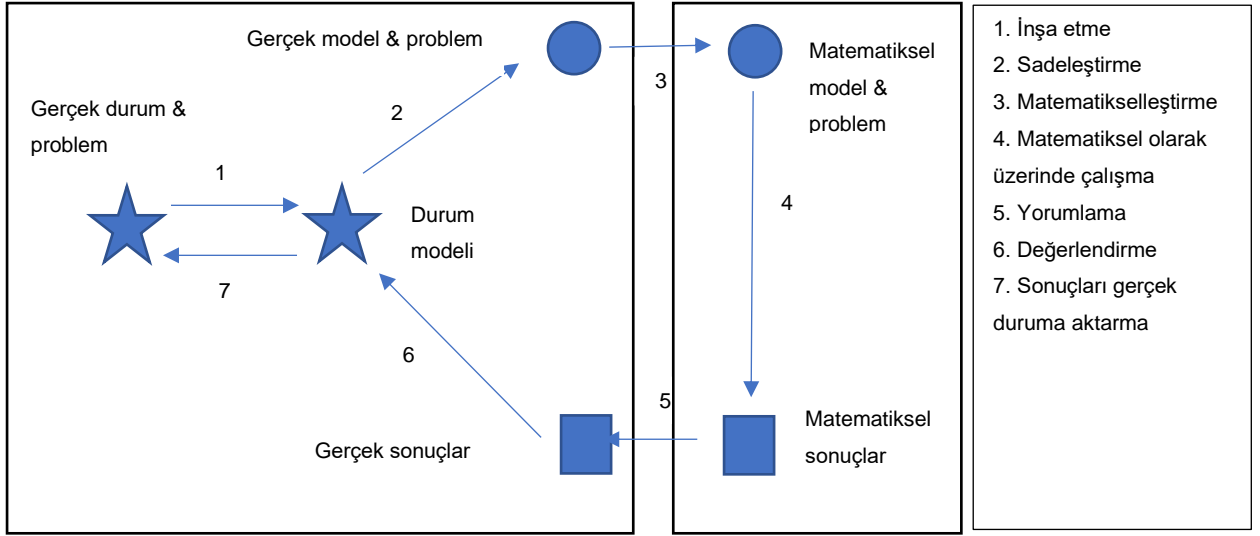 Gerçek model & problem
3
Matematiksel
model &
problem
Gerçek durum &
problem
2
1
Durum
modeli
7
4
6
5
Gerçek sonuçlar
Matematiksel
sonuçlar
1. İnşa etme
2. Sadeleştirme
3. Matematikselleştirme
4. Matematiksel olarak
üzerinde çalışma
5. Yorumlama
6. Değerlendirme
7. Sonuçları gerçek
duruma aktarma